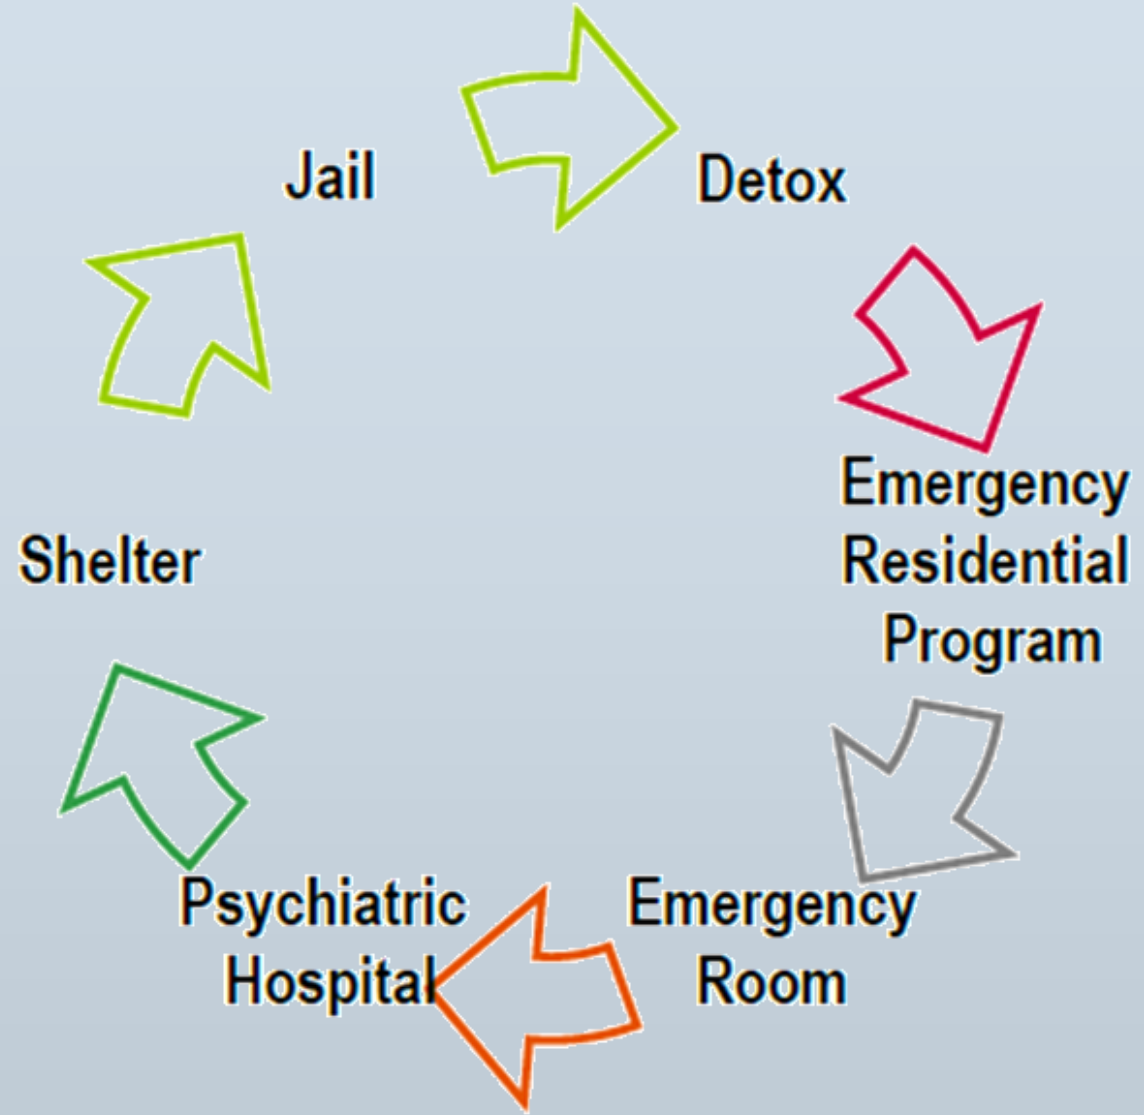 Jail
Detox
Emergency
Residential
Program
Shelter
Psychiatric
Hospital
Emergency
Room